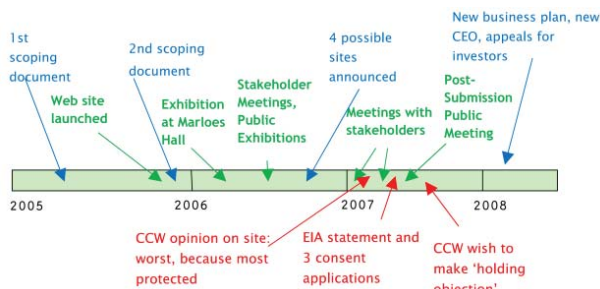 1st
scoping
document
2nd scoping
document
4 possible
sites
announced
New business plan, new
CEO, appeals for
investors
Web site
launched
Exhibition
at Marloes
Hall
Stakeholder
Meetings,
Public
Exhibitions
Meetings with
stakeholders
Post-
Submission
Public
Meeting
2005
2006
2007
2008
CCW opinion on site:
worst, because most
protected
EIA statement and
3 consent
applications
CCW wish to
make ‘holding
objection’